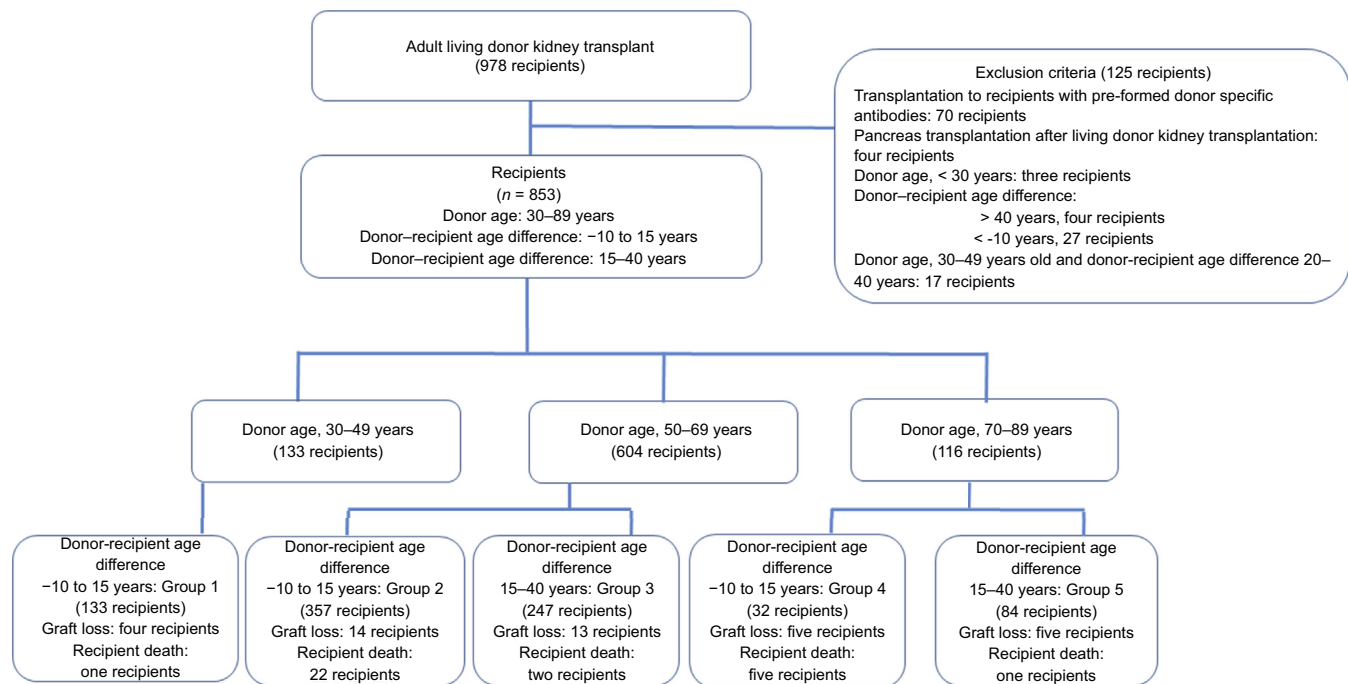 Adult living donor kidney transplant
(978 recipients)
Exclusion criteria (125 recipients)
Transplantation to recipients with pre-formed donor specific
antibodies: 70 recipients
Pancreas transplantation after living donor kidney transplantation:
four recipients
Donor age, < 30 years: three recipients
Donor–recipient age difference:
> 40 years, four recipients
< -10 years, 27 recipients
Donor age, 30–49 years old and donor-recipient age difference 20–
40 years: 17 recipients
Recipients
(n = 853)
Donor age: 30–89 years
Donor–recipient age difference: −10 to 15 years
Donor–recipient age difference: 15–40 years
Donor age, 30–49 years
(133 recipients)
Donor age, 50–69 years
(604 recipients)
Donor age, 70–89 years
(116 recipients)
Donor-recipient age
difference
−10 to 15 years: Group 1
(133 recipients)
Graft loss: four recipients
Recipient death:
one recipients
Donor-recipient age
difference
−10 to 15 years: Group 2
(357 recipients)
Graft loss: 14 recipients
Recipient death:
22 recipients
Donor-recipient age
difference
15–40 years: Group 3
(247 recipients)
Graft loss: 13 recipients
Recipient death:
two recipients
Donor-recipient age
difference
−10 to 15 years: Group 4
(32 recipients)
Graft loss: five recipients
Recipient death:
five recipients
Donor-recipient age
difference
15–40 years: Group 5
(84 recipients)
Graft loss: five recipients
Recipient death:
one recipients